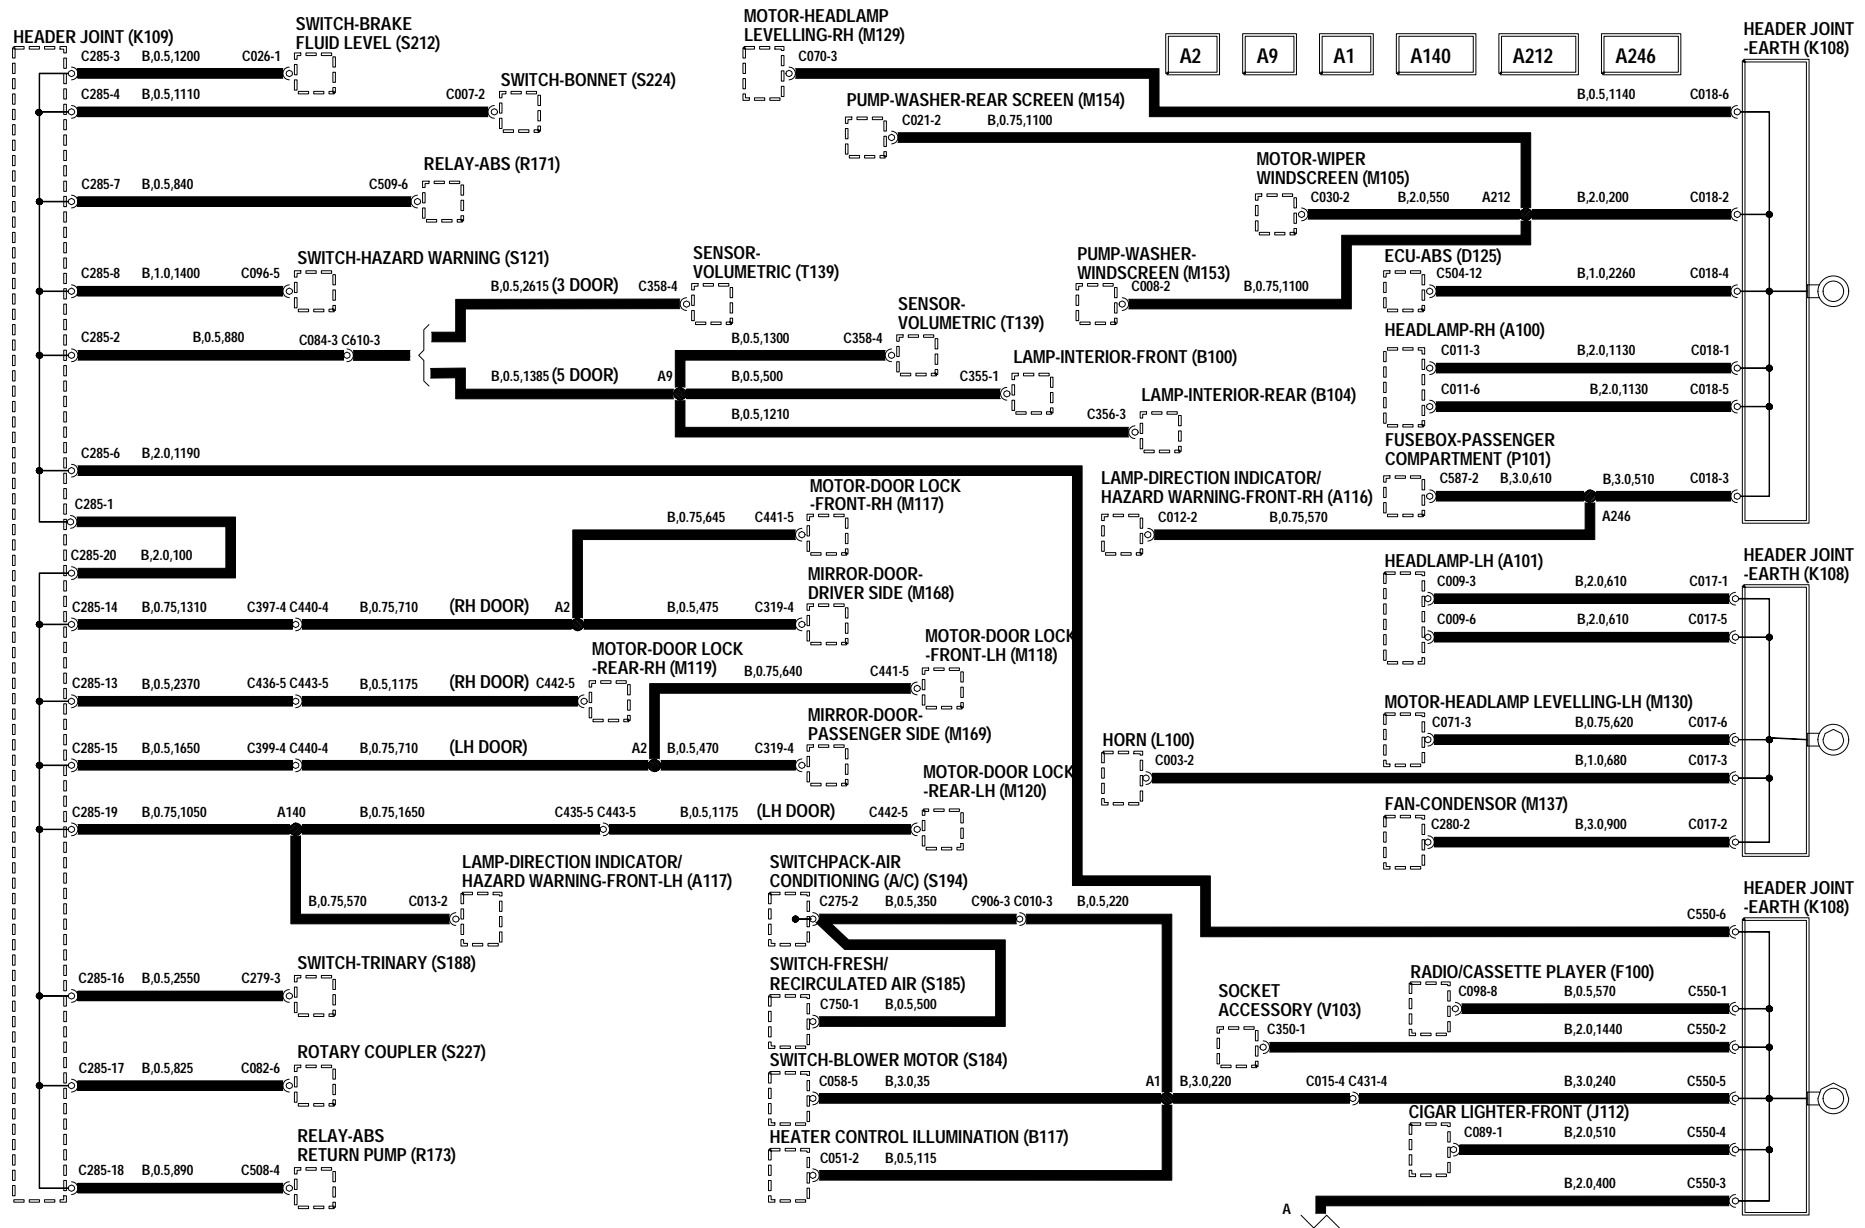 HEADER JOINT (K109)
C285-3 B,0.5,1200 C026-1
SWITCH-BRAKE
FLUID LEVEL (S212)
C285-4 B,0.5,1110 C007-2
SWITCH-BONNET (S224)
C285-7 B,0.5,840 C509-6
RELAY-ABS (R171)
C285-8 B,1.0,1400 C096-5
SWITCH-HAZARD WARNING (S121)
C285-2 B,0.5,880 C084-3 C610-3
B,0.5,2615 (3 DOOR) C358-4
SENSOR-
VOLUMETRIC (T139)
B,0.5,1385 (5 DOOR) A9
B,0.5,1300 C358-4
SENSOR-
VOLUMETRIC (T139)
B,0.5,500 C355-1
LAMP-INTERIOR-FRONT (B100)
B,0.5,1210 C356-3
LAMP-INTERIOR-REAR (B104)
C285-6 B,2.0,1190
C285-1
C285-20 B,2.0,100
C285-14 B,0.75,1310 C397-4 C440-4 B,0.75,710 (RH DOOR) A2
B,0.75,645 C441-5
MOTOR-DOOR LOCK
-FRONT-RH (M117)
B,0.5,475 C319-4
MIRROR-DOOR-
DRIVER SIDE (M168)
C285-13 B,0.5,2370 C436-5 C443-5 B,0.5,1175 (RH DOOR) C442-5
MOTOR-DOOR LOCK
-REAR-RH (M119)
C285-15 B,0.5,1650 C399-4 C440-4 B,0.75,710 (LH DOOR) A2
B,0.75,640 C441-5
MOTOR-DOOR LOCK
-FRONT-LH (M118)
B,0.5,470 C319-4
MIRROR-DOOR-
PASSENGER SIDE (M169)
C285-19 B,0.75,1050 A140 B,0.75,1650 C435-5 C443-5 B,0.5,1175 (LH DOOR) C442-5
MOTOR-DOOR LOCK
-REAR-LH (M120)
B,0.75,570 C013-2
LAMP-DIRECTION INDICATOR/
HAZARD WARNING-FRONT-LH (A117)
C285-16 B,0.5,2550 C279-3
SWITCH-TRINARY (S188)
C285-17 B,0.5,825 C082-6
ROTARY COUPLER (S227)
C285-18 B,0.5,890 C508-4
RELAY-ABS
RETURN PUMP (R173)
SWITCHPACK-AIR
CONDITIONING (A/C) (S194)
C275-2 B,0.5,350 C906-3 C010-3 B,0.5,220
SWITCH-FRESH/
RECIRCULATED AIR (S185)
C750-1 B,0.5,500
SWITCH-BLOWER MOTOR (S184)
C058-5 B,3.0,35 A1 B,3.0,220 C015-4 C431-4 B,3.0,240 C550-5
HEATER CONTROL ILLUMINATION (B117)
C051-2 B,0.5,115
MOTOR-HEADLAMP
LEVELLING-RH (M129)
C070-3 B,0.5,1140 C018-6
A2 A9 A1 A140 A212 A246
HEADER JOINT
-EARTH (K108)
PUMP-WASHER-REAR SCREEN (M154)
C021-2 B,0.75,1100
MOTOR-WIPER
WINDSCREEN (M105)
C030-2 B,2.0,550 A212 B,2.0,200 C018-2
PUMP-WASHER-
WINDSCREEN (M153)
C008-2 B,0.75,1100
ECU-ABS (D125)
C504-12 B,1.0,2260 C018-4
HEADLAMP-RH (A100)
C011-3 B,2.0,1130 C018-1
C011-6 B,2.0,1130 C018-5
FUSEBOX-PASSENGER
COMPARTMENT (P101)
C587-2 B,3.0,610 B,3.0,510 C018-3
A246
LAMP-DIRECTION INDICATOR/
HAZARD WARNING-FRONT-RH (A116)
C012-2 B,0.75,570
HEADER JOINT
-EARTH (K108)
HEADLAMP-LH (A101)
C009-3 B,2.0,610 C017-1
C009-6 B,2.0,610 C017-5
MOTOR-HEADLAMP LEVELLING-LH (M130)
C071-3 B,0.75,620 C017-6
HORN (L100)
C003-2 B,1.0,680 C017-3
FAN-CONDENSOR (M137)
C280-2 B,3.0,900 C017-2
HEADER JOINT
-EARTH (K108)
C550-6
RADIO/CASSETTE PLAYER (F100)
C098-8 B,0.5,570 C550-1
SOCKET
ACCESSORY (V103)
C350-1 B,2.0,1440 C550-2
CIGAR LIGHTER-FRONT (J112)
C089-1 B,2.0,510 C550-4
A B,2.0,400 C550-3